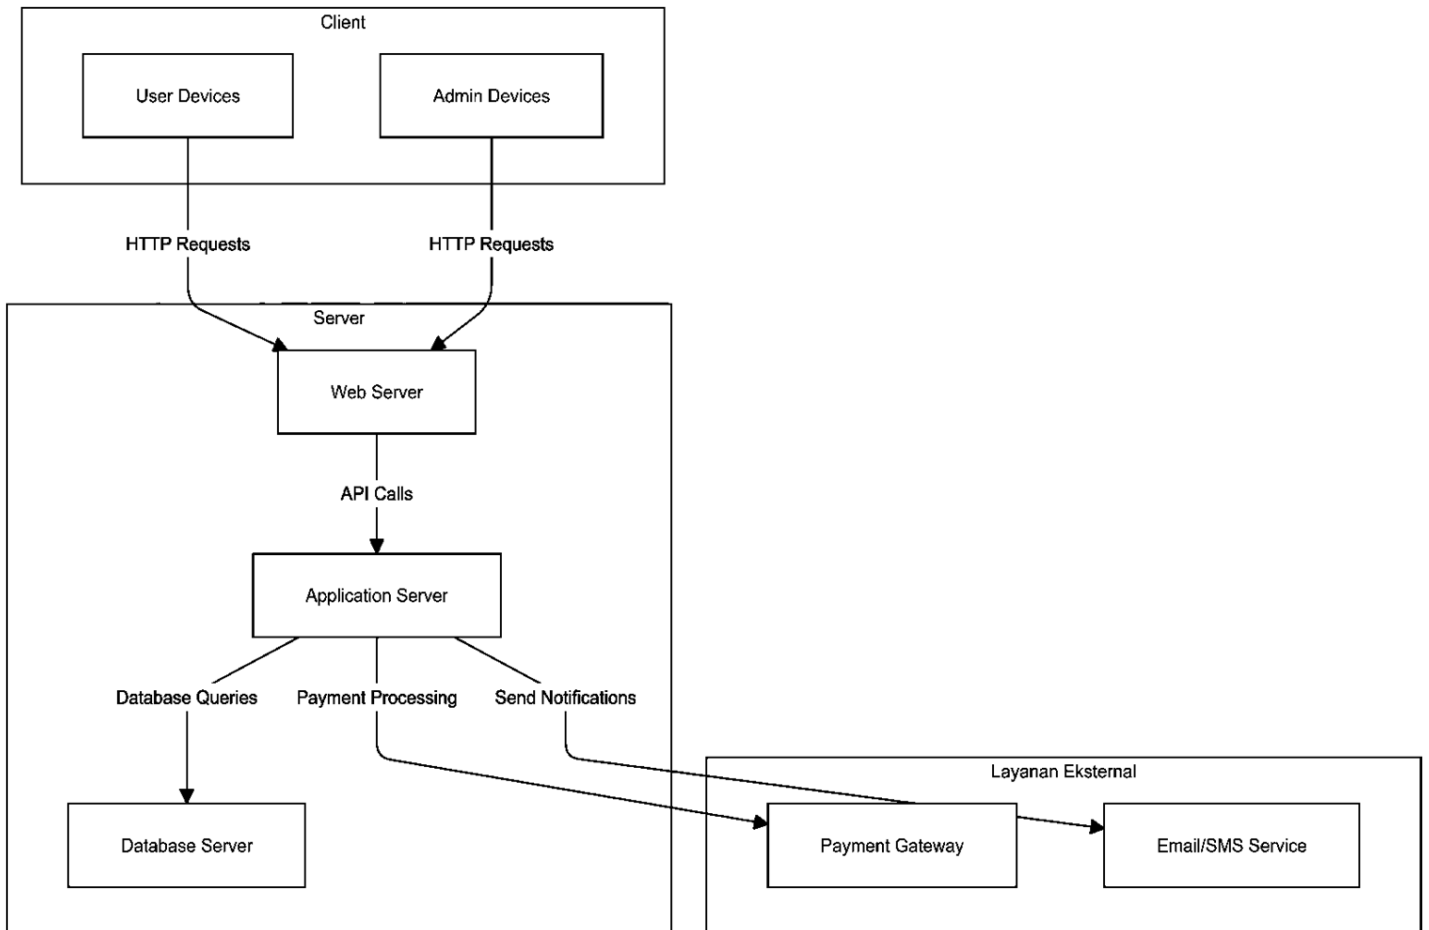 Client
User Devices
Admin Devices
HTTP Requests
HTTP Requests
Server
Web Server
API Calls
Application Server
Database Queries
Payment Processing
Send Notifications
Layanan Eksternal
Database Server
Payment Gateway
Email/SMS Service